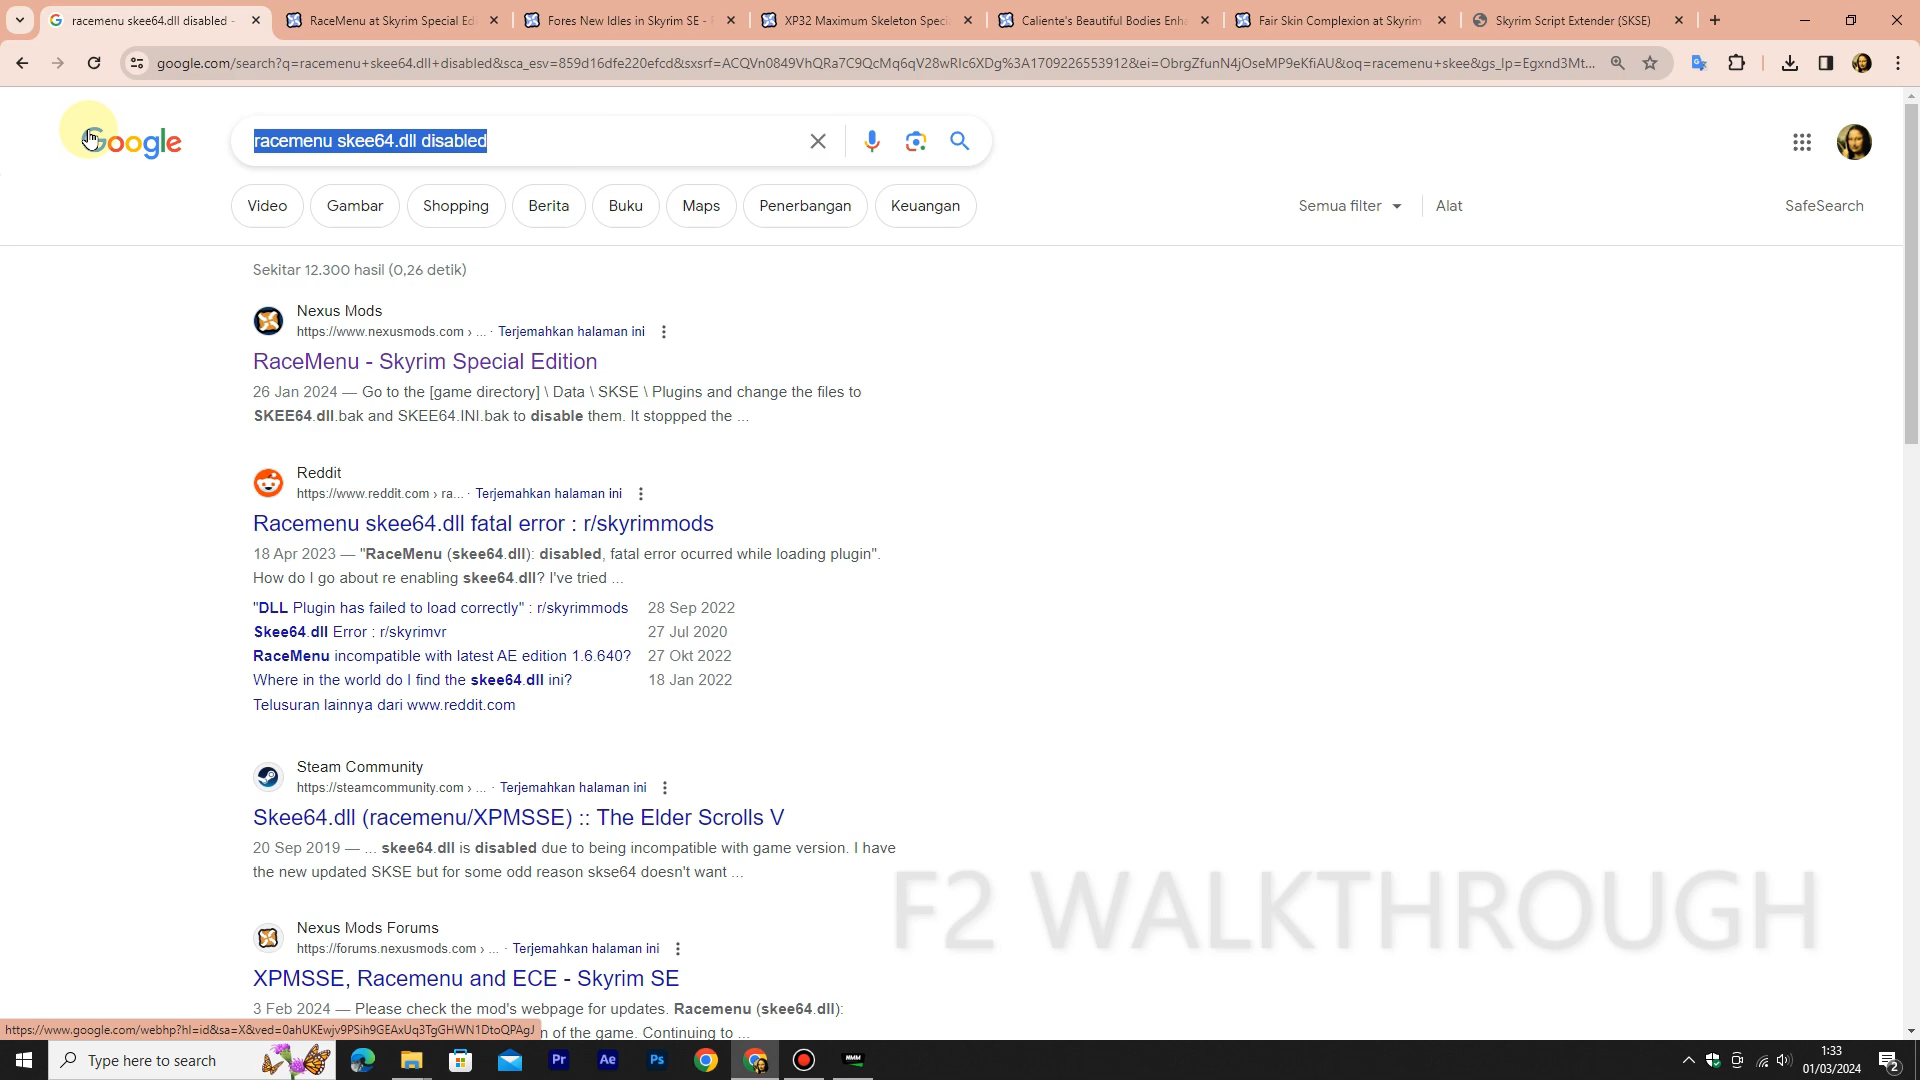 racemenu skee64.dll disabled -
RaceMenu at Skyrim Special Edi
Fores New Idles in Skyrim SE -
XP32 Maximum Skeleton Speci
Caliente's Beautiful Bodies Enha
Fair Skin Complexion at Skyrim
Skyrim Script Extender (SKSE)
google.com/search?q=racemenu+skee64.dll+disabled&sca_esv=859d16dfe220efcd&sxsrf=ACQVn0849VhQRa7C9QcMq6qV28wRIc6XDg%3A1709226553912&ei=ObrgZfunN4jOseMP9eKfiAU&oq=racemenu+skee&gs_lp=Egxnd3Mt...
Google
racemenu skee64.dll disabled
Video
Gambar
Shopping
Berita
Buku
Maps
Penerbangan
Keuangan
Semua filter
Alat
SafeSearch
Sekitar 12.300 hasil (0,26 detik)
Nexus Mods
https://www.nexusmods.com › ... · Terjemahkan halaman ini
RaceMenu - Skyrim Special Edition
26 Jan 2024 — Go to the [game directory] \ Data \ SKSE \ Plugins and change the files to
SKEE64.dll.bak and SKEE64.INI.bak to disable them. It stoppped the ...
Reddit
https://www.reddit.com › ra... · Terjemahkan halaman ini
Racemenu skee64.dll fatal error : r/skyrimmods
18 Apr 2023 — "RaceMenu (skee64.dll): disabled, fatal error ocurred while loading plugin".
How do I go about re enabling skee64.dll? I've tried ...
"DLL Plugin has failed to load correctly" : r/skyrimmods 28 Sep 2022
Skee64.dll Error : r/skyrimvr 27 Jul 2020
RaceMenu incompatible with latest AE edition 1.6.640? 27 Okt 2022
Where in the world do I find the skee64.dll ini? 18 Jan 2022
Telusuran lainnya dari www.reddit.com
Steam Community
https://steamcommunity.com › ... · Terjemahkan halaman ini
Skee64.dll (racemenu/XPMSSE) :: The Elder Scrolls V
20 Sep 2019 — ... skee64.dll is disabled due to being incompatible with game version. I have
the new updated SKSE but for some odd reason skse64 doesn't want ...
F2 WALKTHROUGH
Nexus Mods Forums
https://forums.nexusmods.com › ... · Terjemahkan halaman ini
XPMSSE, Racemenu and ECE - Skyrim SE
3 Feb 2024 — Please check the mod's webpage for updates. Racemenu (skee64.dll):
https://www.google.com/webhp?hl=id&sa=X&ved=0ahUKEwjv9PSih9GEAxUq3TgGHWN1DtoQPAgJ
n of the game. Continuing to ...
Type here to search
Pr
Ae
Ps
NMM
1:33
01/03/2024
2